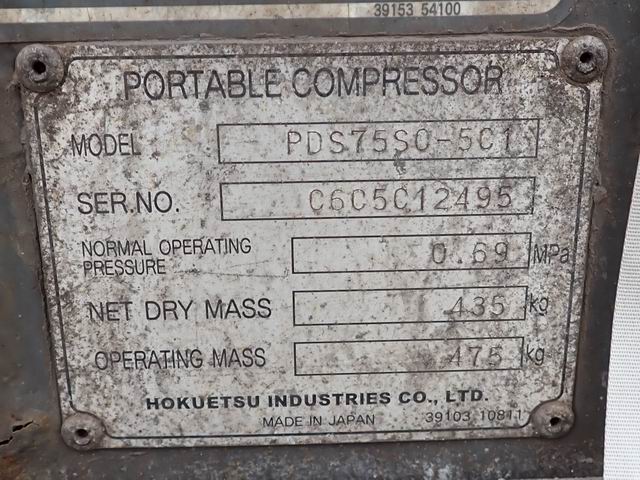 39153 54100
PORTABLE COMPRESSOR
MODEL PDS75SC-5C1
SER.NO. C6C5C12495
NORMAL OPERATING PRESSURE 0.69 MPa
NET DRY MASS 435 kg
OPERATING MASS 475 kg
HOKUETSU INDUSTRIES CO., LTD.
MADE IN JAPAN 39103 10811